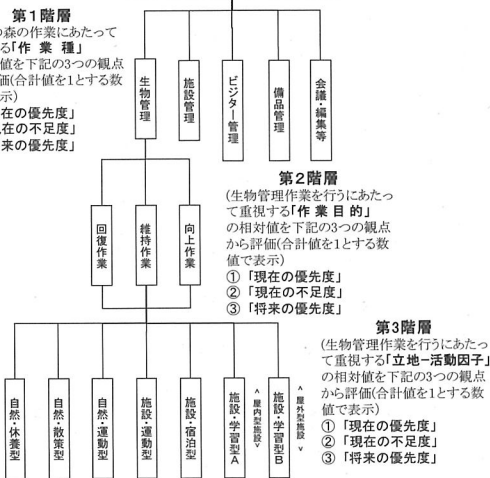 第1階層
の森の作業にあたって
る「作 業 種」
値を下記の3つの観点
価(合計値を1とする数
示)
在の優先度」
在の不足度」
来の優先度」
生物管理
施設管理
ビジター管理
備品管理
会議・編集等
第2階層
(生物管理作業を行うにあたっ
て重視する「作 業 目 的」
の相対値を下記の3つの観点
から評価(合計値を1とする数
値で表示)
① 「現在の優先度」
② 「現在の不足度」
③ 「将来の優先度」
回復作業
維持作業
向上作業
第3階層
(生物管理作業を行うにあたっ
て重視する「立地−活動因子」
の相対値を下記の3つの観点
から評価(合計値を1とする数
値で表示)
① 「現在の優先度」
② 「現在の不足度」
③ 「将来の優先度」
自然・休養型
自然・散策型
自然・運動型
施設・運動型
施設・宿泊型
施設・学習型A
<屋内型施設>
施設・学習型B
<屋外型施設>